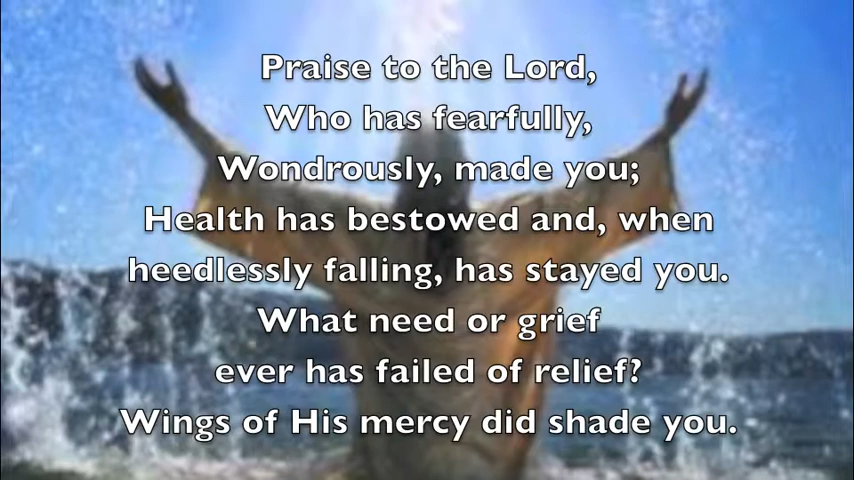 Praise to the Lord,
Who has fearfully,
Wondrously, made you;
Health has bestowed and, when
heedlessly falling, has stayed you.
What need or grief
ever has failed of relief?
Wings of His mercy did shade you.